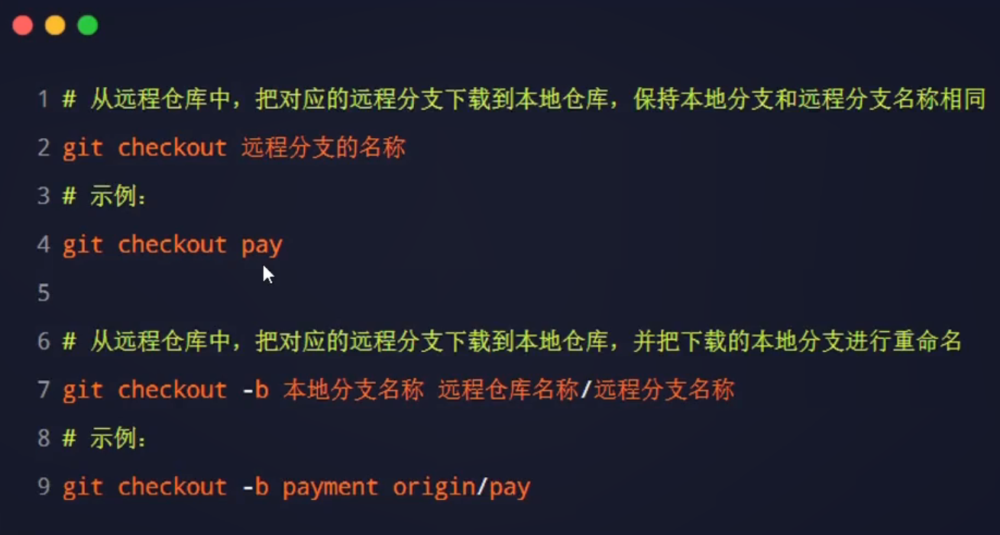 1 # 从远程仓库中，把对应的远程分支下载到本地仓库，保持本地分支和远程分支名称相同
2 git checkout 远程分支的名称
3 # 示例：
4 git checkout pay
5
6 # 从远程仓库中，把对应的远程分支下载到本地仓库，并把下载的本地分支进行重命名
7 git checkout -b 本地分支名称 远程仓库名称/远程分支名称
8 # 示例：
9 git checkout -b payment origin/pay